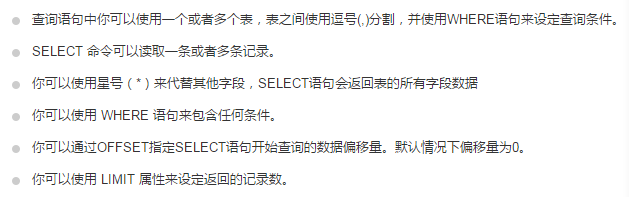 查询语句中你可以使用一个或者多个表，表之间使用逗号(,)分割，并使用WHERE语句来设定查询条件。
SELECT 命令可以读取一条或者多条记录。
你可以使用星号（*）来代替其他字段，SELECT语句会返回表的所有字段数据
你可以使用 WHERE 语句来包含任何条件。
你可以通过OFFSET指定SELECT语句开始查询的数据偏移量。默认情况下偏移量为0。
你可以使用 LIMIT 属性来设定返回的记录数。